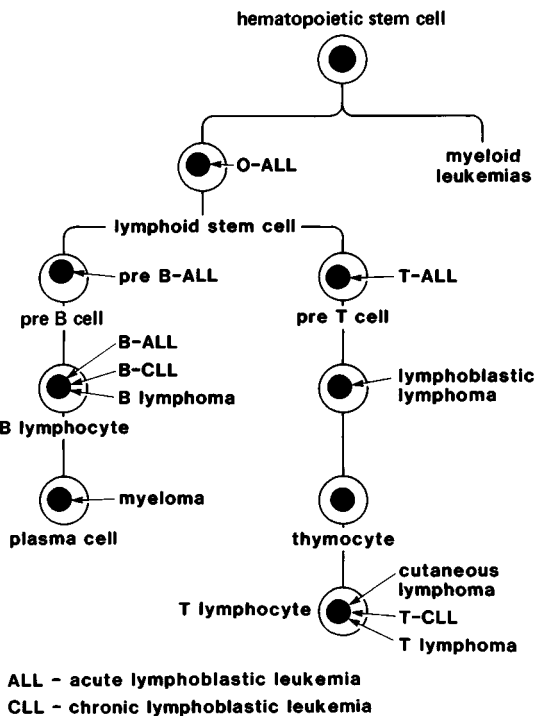 hematopoietic stem cell
O-ALL
myeloid
leukemias
lymphoid stem cell
pre B-ALL
T-ALL
pre B cell
pre T cell
B-ALL
B-CLL
B lymphoma
lymphoblastic
lymphoma
B lymphocyte
myeloma
plasma cell
thymocyte
cutaneous
lymphoma
T lymphocyte
T-CLL
T lymphoma
ALL - acute lymphoblastic leukemia
CLL - chronic lymphoblastic leukemia